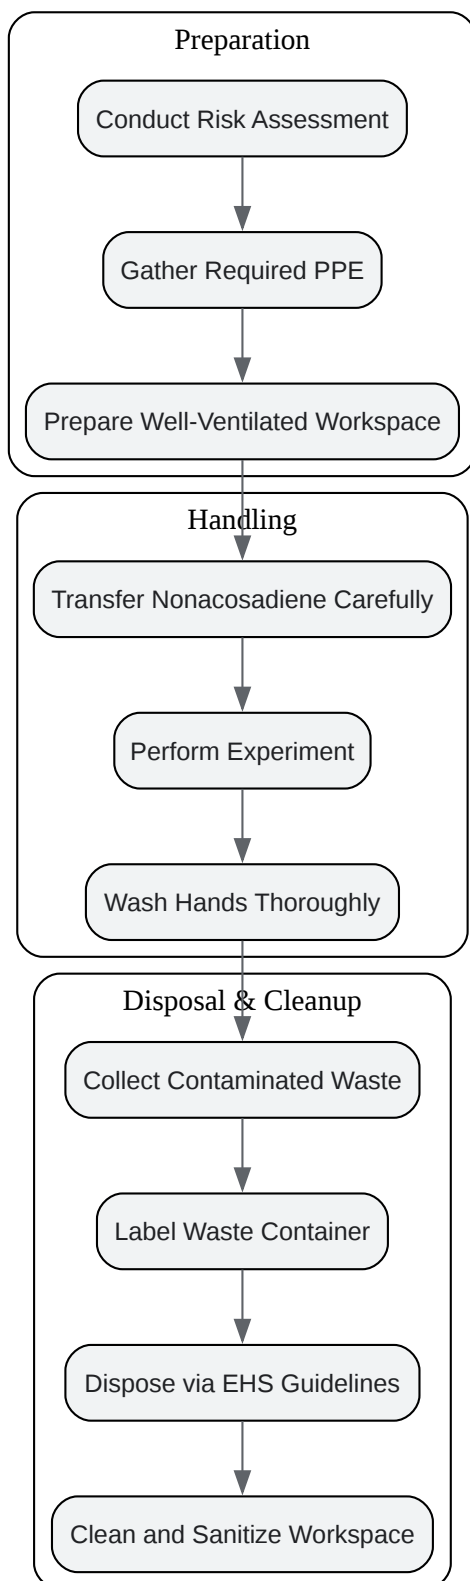 Preparation
Conduct Risk Assessment
Gather Required PPE
Prepare Well-Ventilated Workspace
Handling
Transfer Nonacosadiene Carefully
Perform Experiment
Wash Hands Thoroughly
Disposal & Cleanup
Collect Contaminated Waste
Label Waste Container
Dispose via EHS Guidelines
Clean and Sanitize Workspace